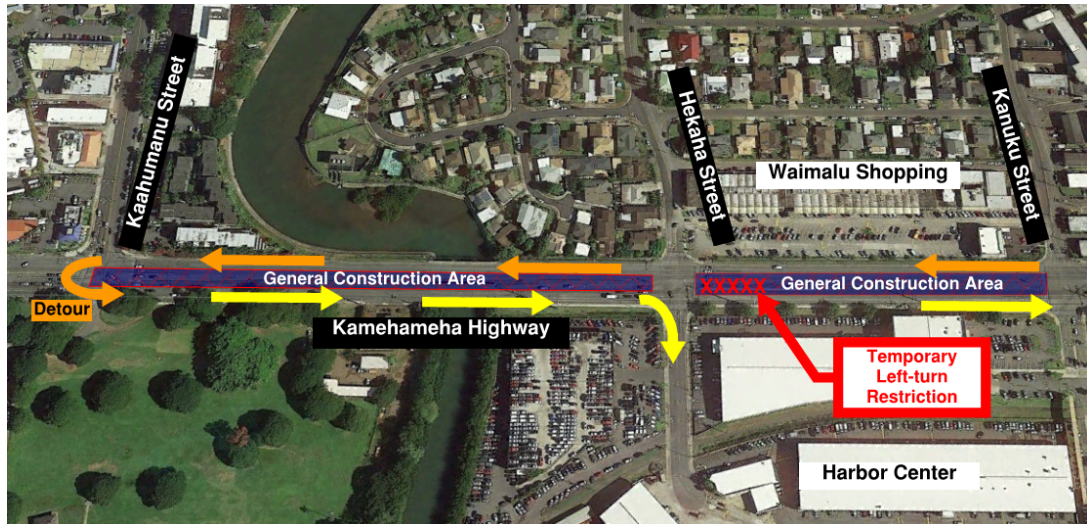 Kaahumanu Street
Hekaha
Street
Kanuku Street
Waimalu Shopping
General Construction Area
General Construction Area
XXXXX
Detour
Kamehameha Highway
Temporary
Left-turn
Restriction
Harbor Center